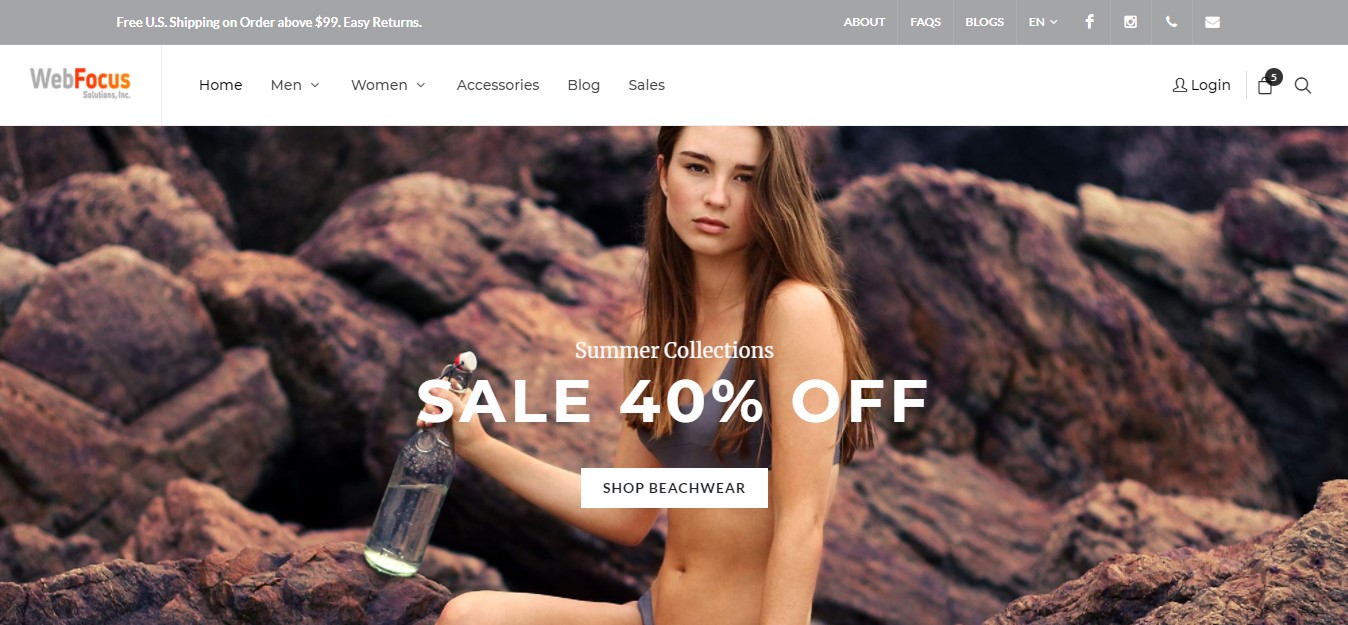 Free U.S. Shipping on Order above $99. Easy Returns.
ABOUT
FAQS
BLOGS
EN
WebFocus
Solutions, Inc.
Home
Men
Women
Accessories
Blog
Sales
Login
5
Summer Collections
SALE 40% OFF
SHOP BEACHWEAR